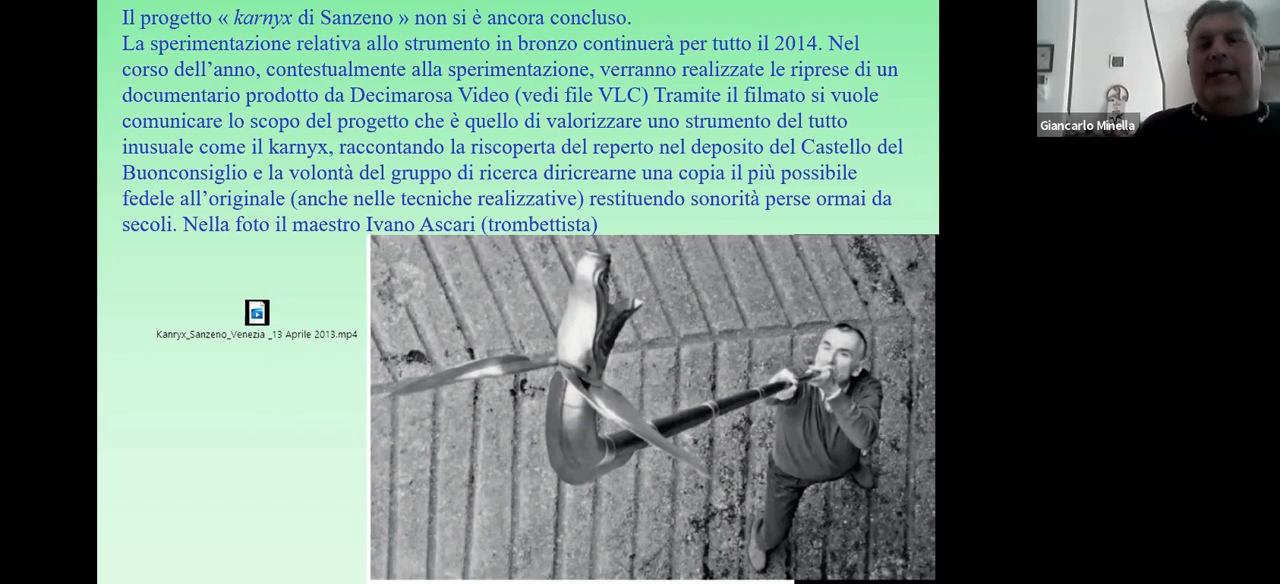 Il progetto « karnyx di Sanzeno » non si è ancora concluso.
La sperimentazione relativa allo strumento in bronzo continuerà per tutto il 2014. Nel
corso dell’anno, contestualmente alla sperimentazione, verranno realizzate le riprese di un
documentario prodotto da Decimarosa Video (vedi file VLC) Tramite il filmato si vuole
comunicare lo scopo del progetto che è quello di valorizzare uno strumento del tutto
inusuale come il karnyx, raccontando la riscoperta del reperto nel deposito del Castello del
Buonconsiglio e la volontà del gruppo di ricerca diricrearne una copia il più possibile
fedele all’originale (anche nelle tecniche realizzative) restituendo sonorità perse ormai da
secoli. Nella foto il maestro Ivano Ascari (trombettista)
Kanryx_Sanzeno_Venezia _13 Aprile 2013.mp4
Giancarlo Minella